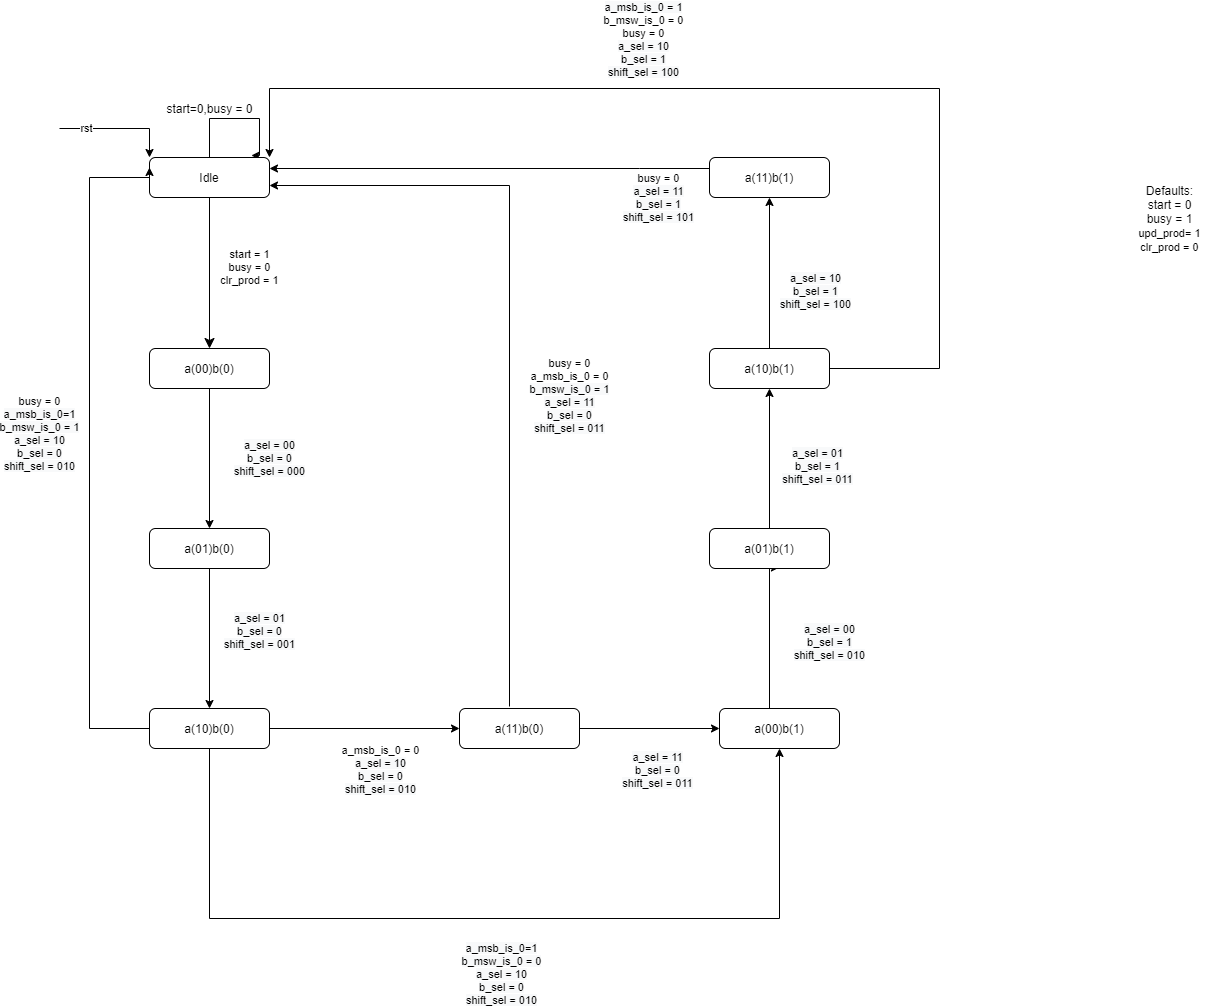 a_msb_is_0 = 1
b_msw_is_0 = 0
busy = 0
a_sel = 10
b_sel = 1
shift_sel = 100
start=0,busy = 0
rst
Idle
a(11)b(1)
busy = 0
a_sel = 11
b_sel = 1
shift_sel = 101
Defaults:
start = 0
busy = 1
upd_prod= 1
clr_prod = 0
start = 1
busy = 0
clr_prod = 1
a_sel = 10
b_sel = 1
shift_sel = 100
a(00)b(0)
a(10)b(1)
busy = 0
a_msb_is_0 = 0
b_msw_is_0 = 1
a_sel = 11
b_sel = 0
shift_sel = 011
busy = 0
a_msb_is_0=1
b_msw_is_0 = 1
a_sel = 10
b_sel = 0
shift_sel = 010
a_sel = 00
b_sel = 0
shift_sel = 000
a_sel = 01
b_sel = 1
shift_sel = 011
a(01)b(0)
a(01)b(1)
a_sel = 01
b_sel = 0
shift_sel = 001
a_sel = 00
b_sel = 1
shift_sel = 010
a(10)b(0)
a(11)b(0)
a(00)b(1)
a_msb_is_0 = 0
a_sel = 10
b_sel = 0
shift_sel = 010
a_sel = 11
b_sel = 0
shift_sel = 011
a_msb_is_0=1
b_msw_is_0 = 0
a_sel = 10
b_sel = 0
shift_sel = 010